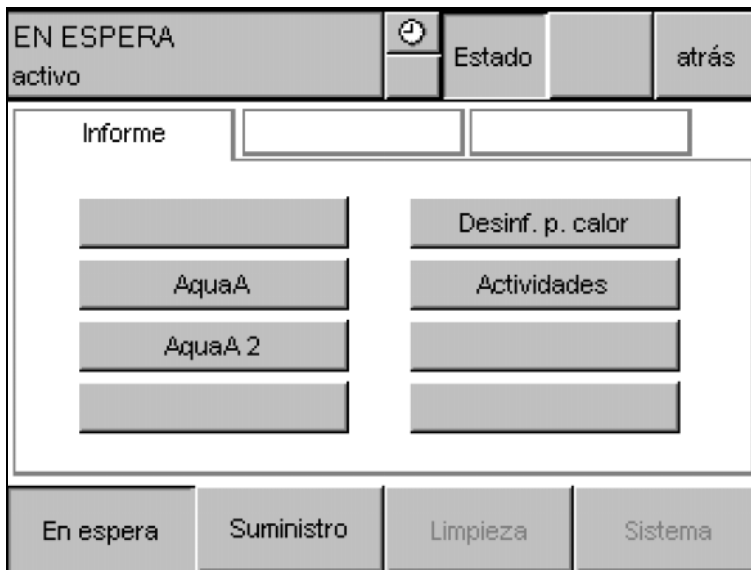 EN ESPERA
activo
Estado
atrás
Informe
Desinf. p. calor
AquaA
Actividades
AquaA 2
En espera
Suministro
Limpieza
Sistema